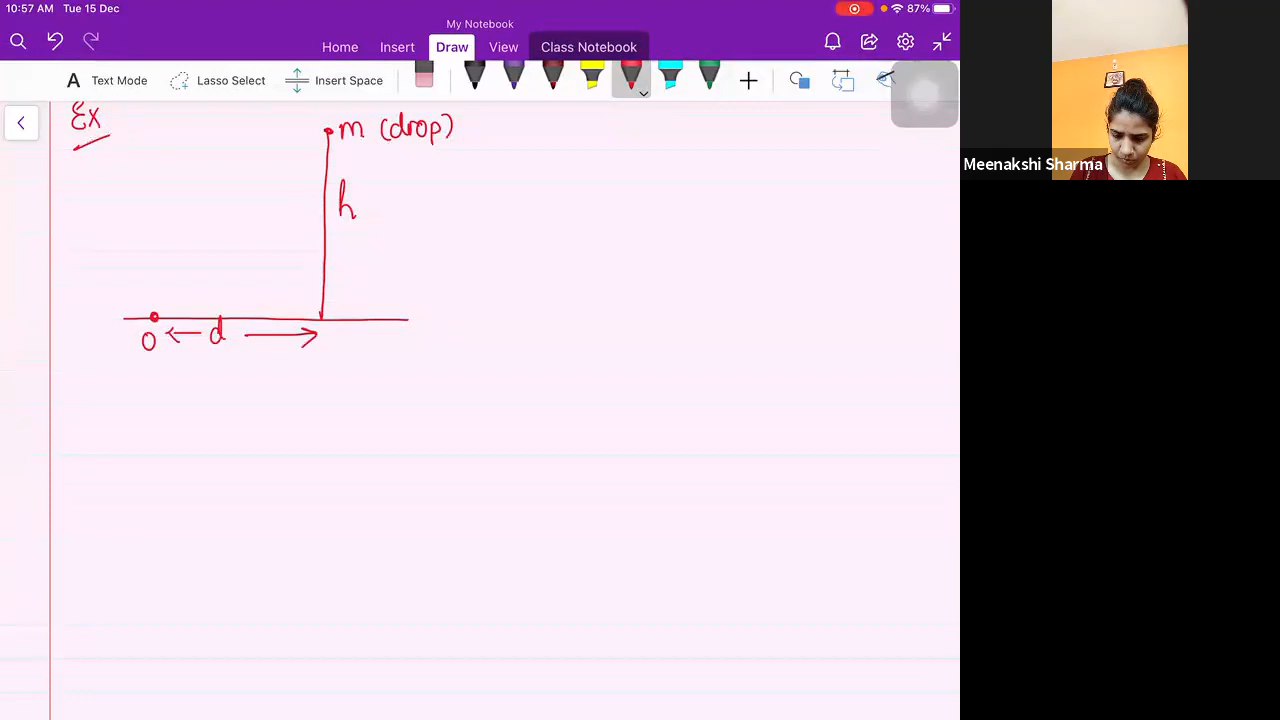 10:57 AM Tue 15 Dec
87%
My Notebook
Home Insert Draw View Class Notebook
A Text Mode Lasso Select Insert Space
Ex
m (drop)
h
O ← d →
Meenakshi Sharma